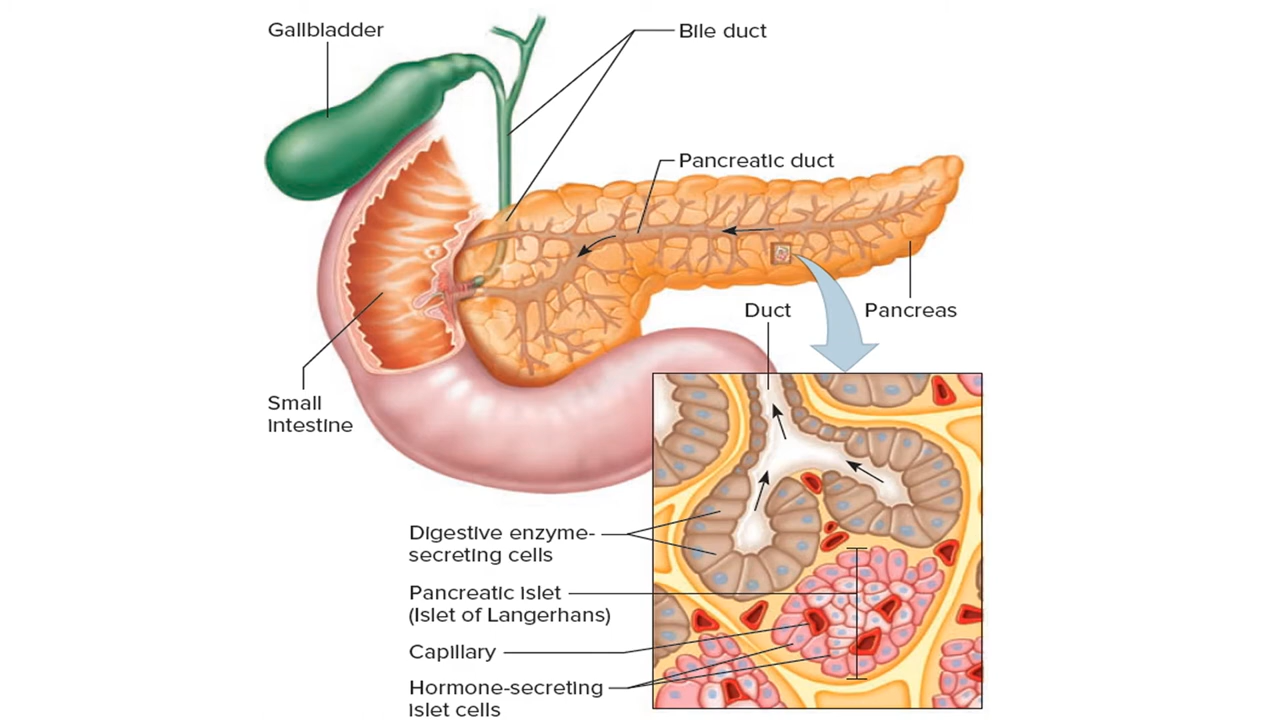 Gallbladder
Bile duct
Pancreatic duct
Duct
Pancreas
Small
intestine
Digestive enzyme-
secreting cells
Pancreatic islet
(Islet of Langerhans)
Capillary
Hormone-secreting
islet cells